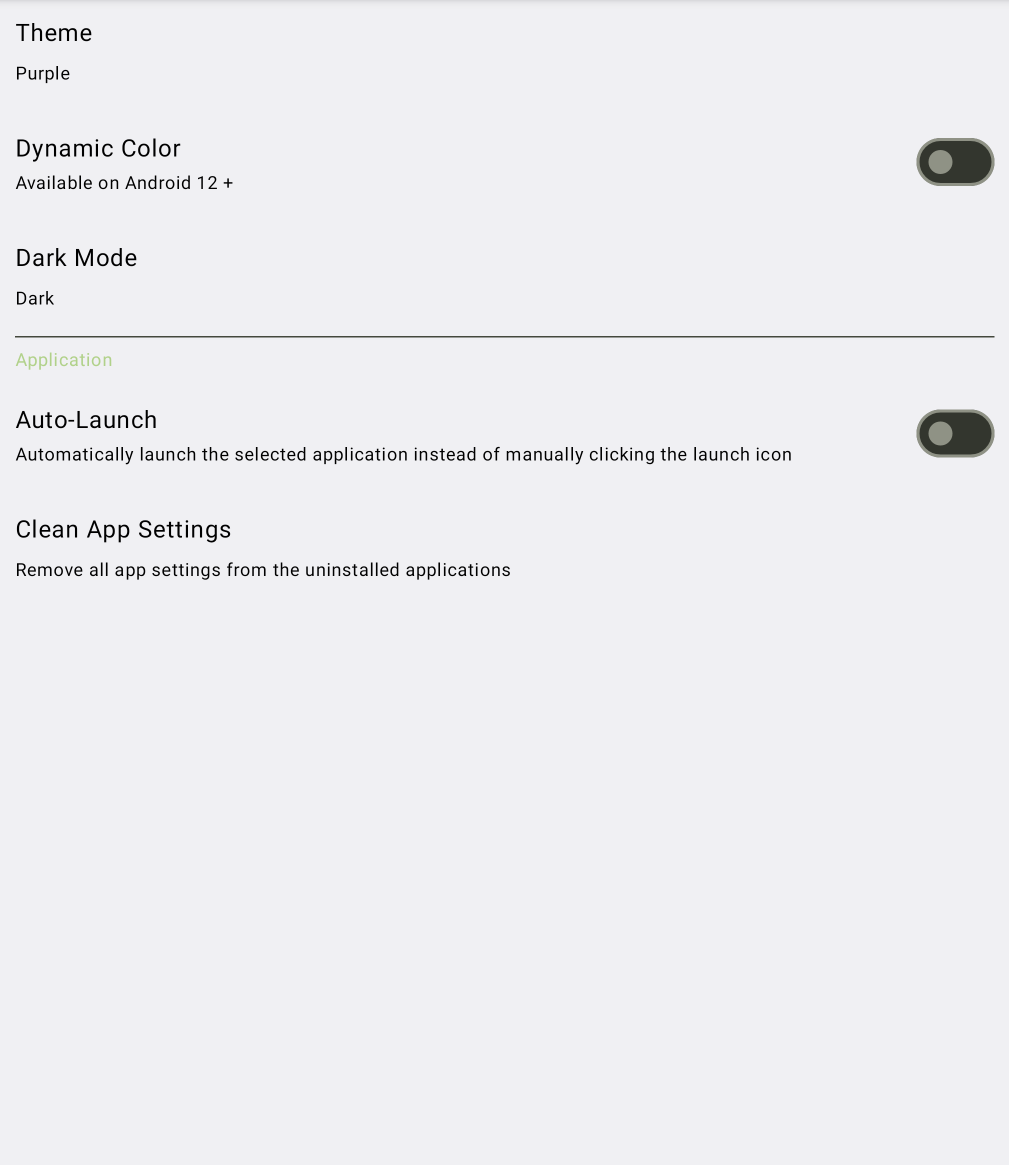 Theme
Purple
Dynamic Color
Available on Android 12 +
Dark Mode
Dark
Application
Auto-Launch
Automatically launch the selected application instead of manually clicking the launch icon
Clean App Settings
Remove all app settings from the uninstalled applications